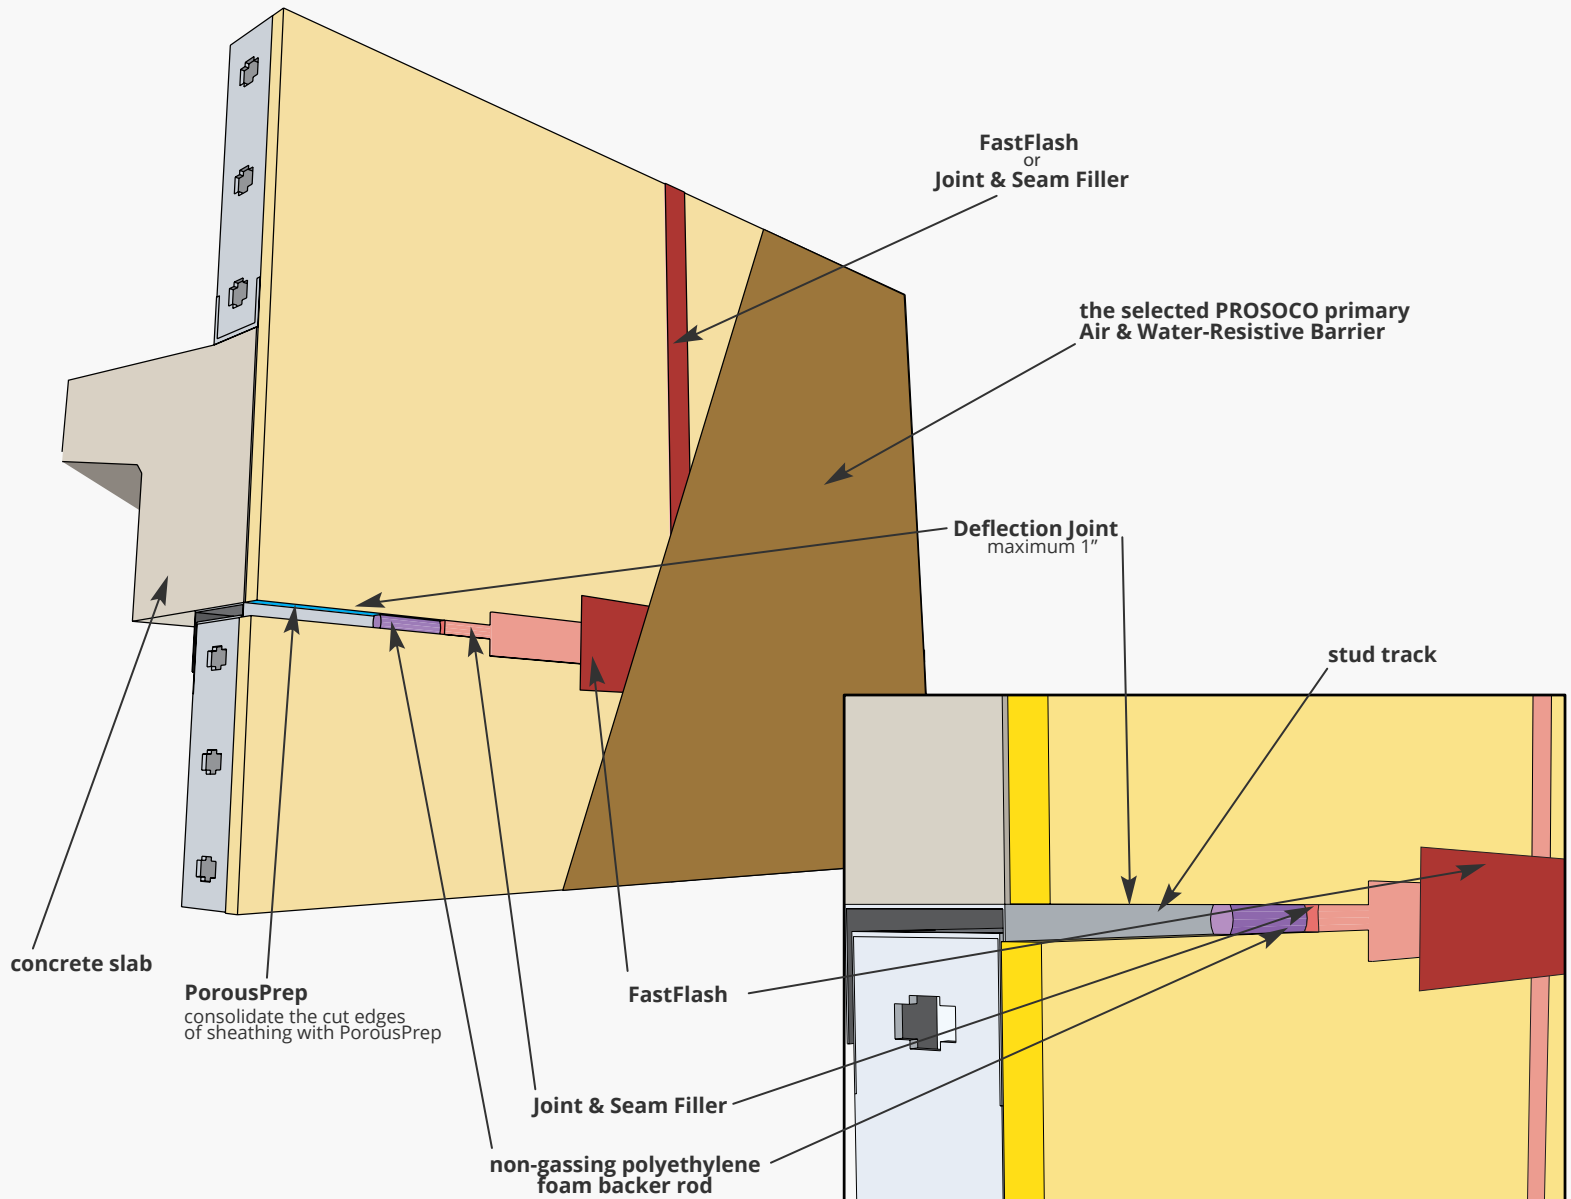 FastFlash
or
Joint & Seam Filler
the selected PROSOCO primary
Air & Water-Resistive Barrier
Deflection Joint
maximum 1”
stud track
concrete slab
PorousPrep
consolidate the cut edges
of sheathing with PorousPrep
FastFlash
Joint & Seam Filler
non-gassing polyethylene
foam backer rod